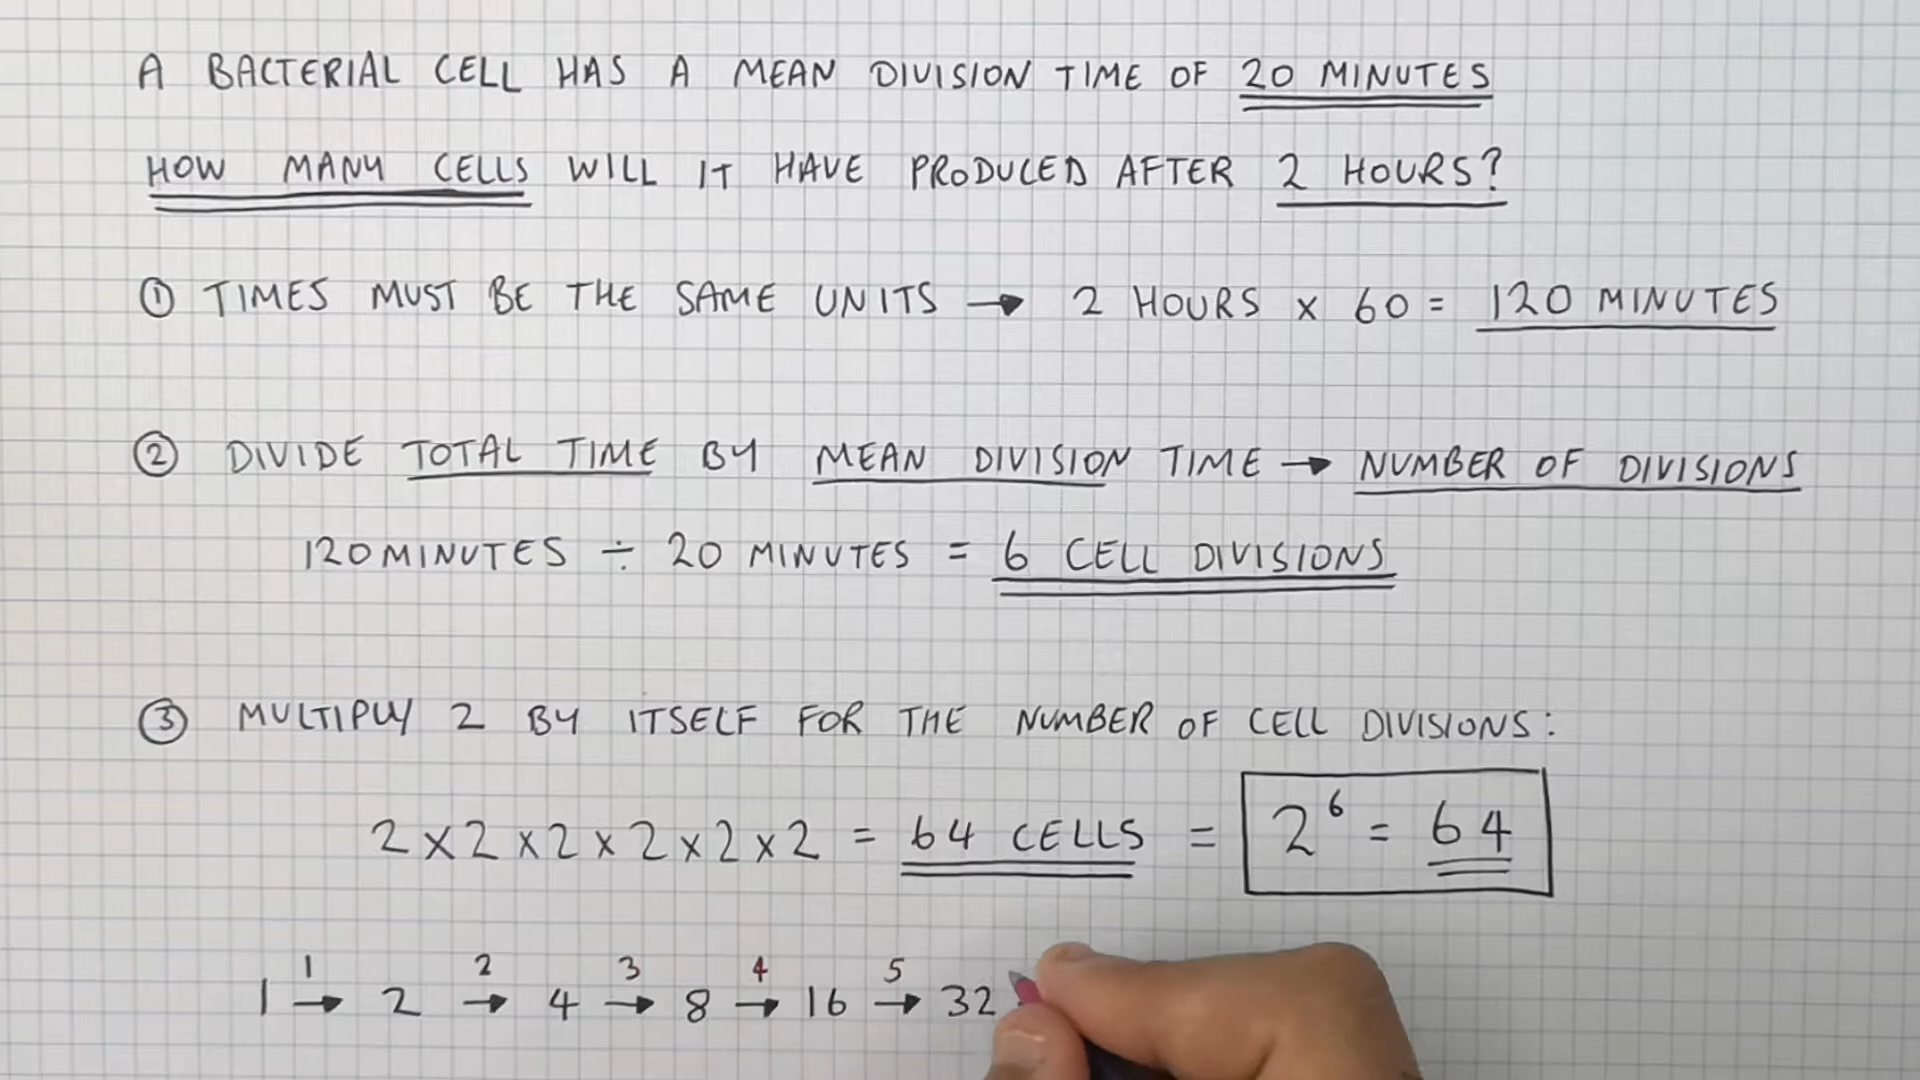 A BACTERIAL CELL HAS A MEAN DIVISION TIME OF 20 MINUTES
HOW MANY CELLS WILL IT HAVE PRODUCED AFTER 2 HOURS?
① TIMES MUST BE THE SAME UNITS → 2 HOURS x 60 = 120 MINUTES
② DIVIDE TOTAL TIME BY MEAN DIVISION TIME → NUMBER OF DIVISIONS
120 MINUTES ÷ 20 MINUTES = 6 CELL DIVISIONS
③ MULTIPLY 2 BY ITSELF FOR THE NUMBER OF CELL DIVISIONS:
2 x 2 x 2 x 2 x 2 x 2 = 64 CELLS = 2⁶ = 64
1 2 3 4 5
1 → 2 → 4 → 8 → 16 → 32